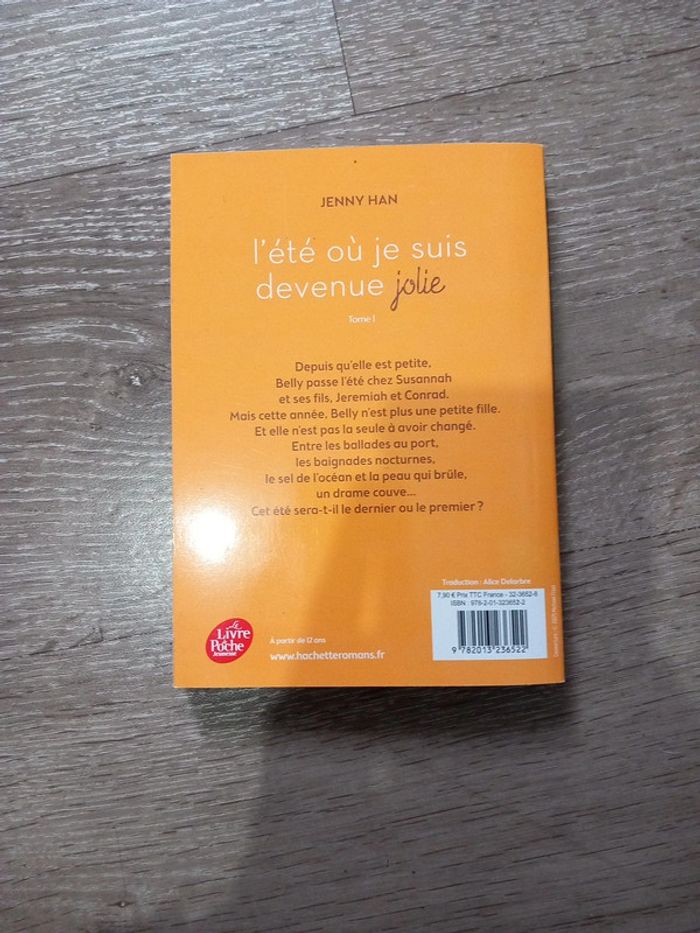 JENNY HAN
l'été où je suis
devenue jolie
Tome 1
Depuis qu'elle est petite,
Belly passe l'été chez Susannah
et ses fils, Jeremiah et Conrad.
Mais cette année, Belly n'est plus une petite fille.
Et elle n'est pas la seule à avoir changé.
Entre les ballades au port,
les baignades nocturnes,
le sel de l'océan et la peau qui brûle,
un drame couve...
Cet été sera-t-il le dernier ou le premier ?
Traduction : Alice Delarbre
7,90 € Prix TTC France - 32-3652-8
ISBN : 978-2-01-323652-2
9 782013 236522
Le
Livre
de
Poche
Jeunesse
À partir de 12 ans
www.hachetteromans.fr